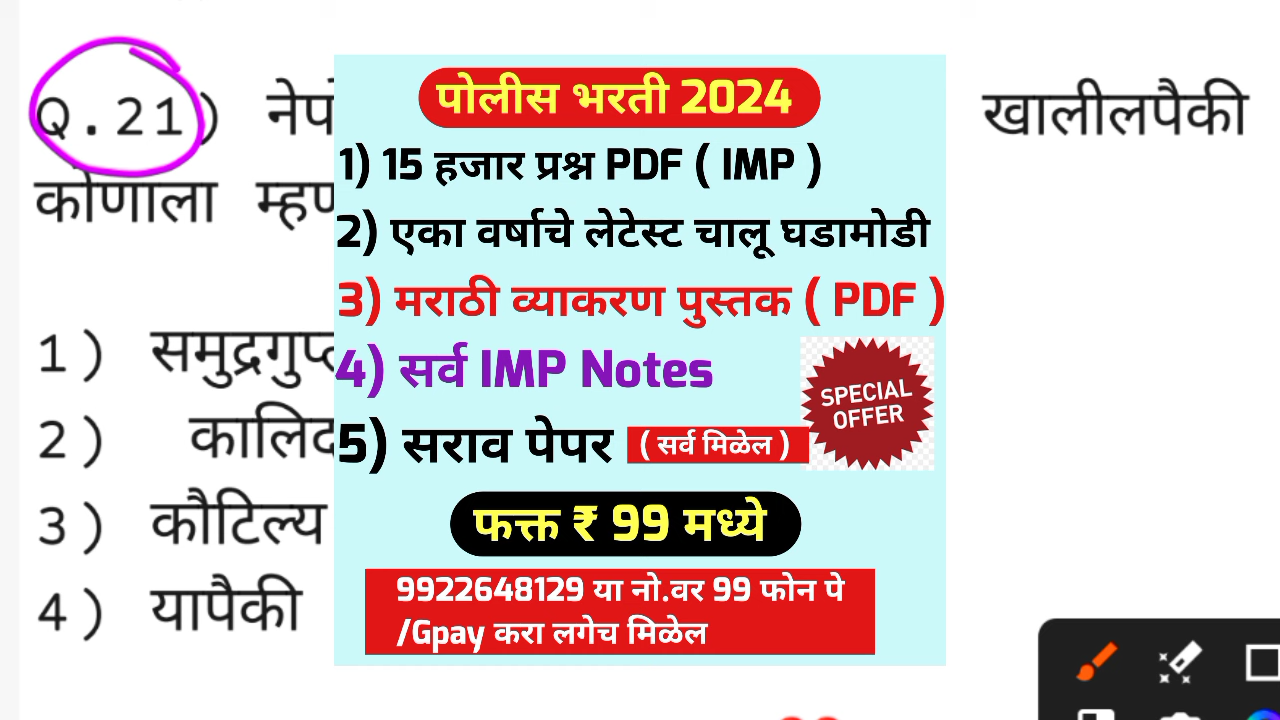 Q.21) खालीलपैकी
कोणाला
1) समुद्रगुप्त
2)
3) कौटिल्य
4) यापैकी
पोलीस भरती 2024
1) 15 हजार प्रश्न PDF ( IMP )
2) एका वर्षाचे लेटेस्ट चालू घडामोडी
3) मराठी व्याकरण पुस्तक ( PDF )
4) सर्व IMP Notes
5) सराव पेपर ( सर्व मिळेल )
SPECIAL
OFFER
फक्त ₹ 99 मध्ये
9922648129 या नो.वर 99 फोन पे
/Gpay करा लगेच मिळेल